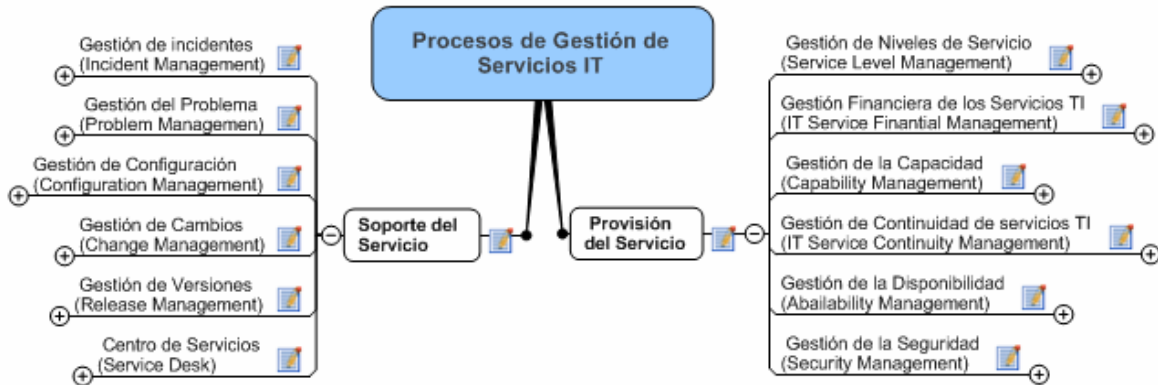 Procesos de Gestión de
Servicios IT
Gestión de incidentes
(Incident Management)
Gestión del Problema
(Problem Managemen)
Gestión de Configuración
(Configuration Management)
Gestión de Cambios
(Change Management)
Gestión de Versiones
(Release Management)
Centro de Servicios
(Service Desk)
Soporte del
Servicio
Provisión
del Servicio
Gestión de Niveles de Servicio
(Service Level Management)
Gestión Financiera de los Servicios TI
(IT Service Finantial Management)
Gestión de la Capacidad
(Capability Management)
Gestión de Continuidad de servicios TI
(IT Service Continuity Management)
Gestión de la Disponibilidad
(Abailability Management)
Gestión de la Seguridad
(Security Management)